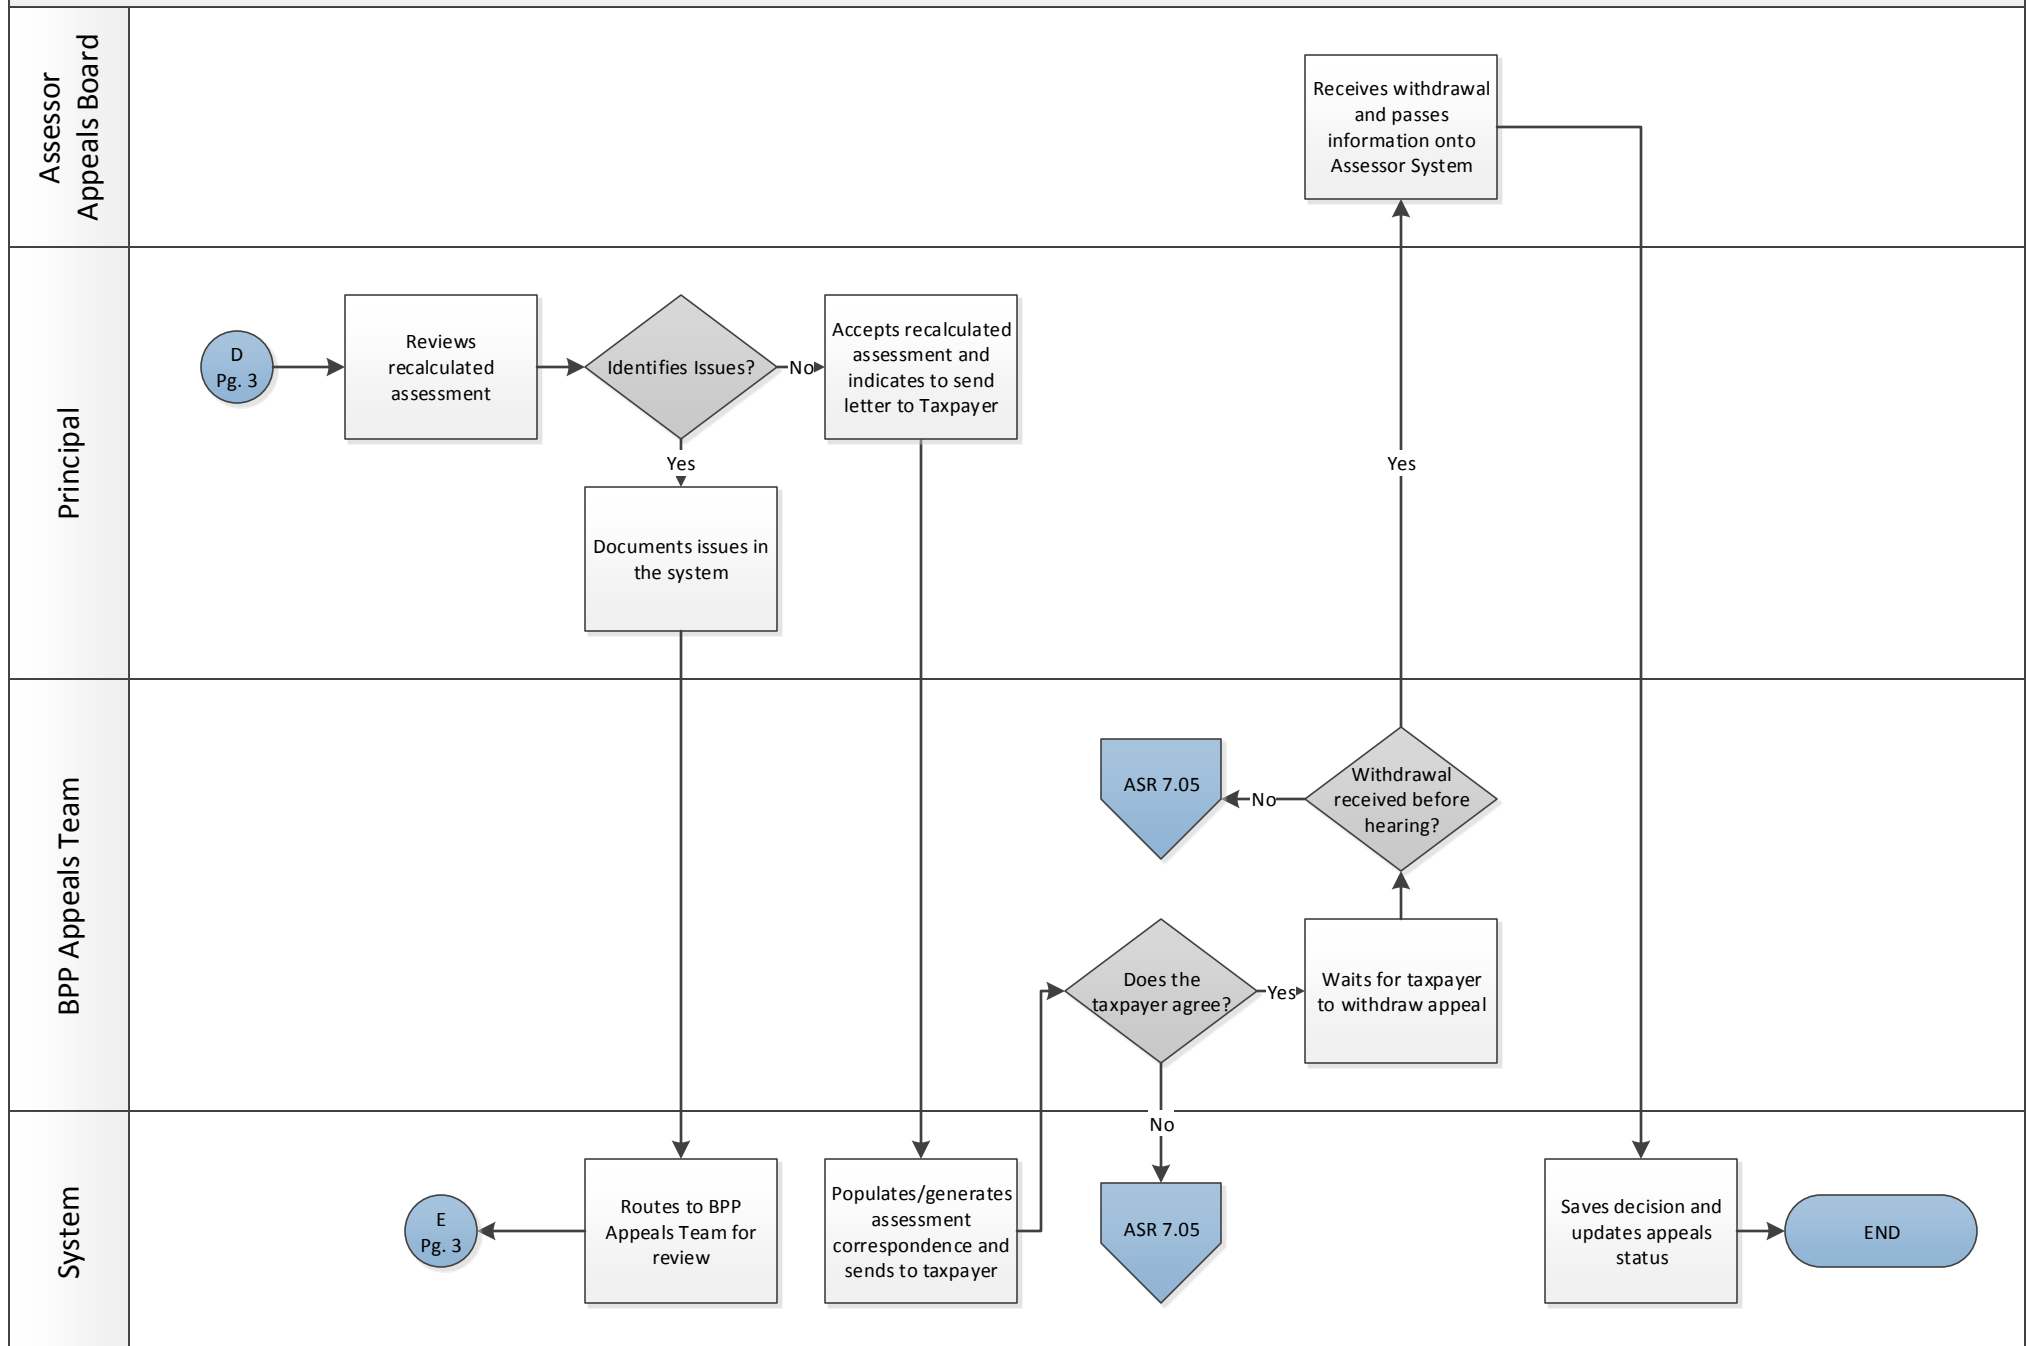 Assessor
Appeals Board
Receives withdrawal
and passes
information onto
Assessor System
Principal
D
Pg. 3
Reviews
recalculated
assessment
Identifies Issues?
No
Accepts recalculated
assessment and
indicates to send
letter to Taxpayer
Yes
Documents issues in
the system
Yes
BPP Appeals Team
ASR 7.05
No
Withdrawal
received before
hearing?
Does the
taxpayer agree?
Yes
Waits for taxpayer
to withdraw appeal
No
System
E
Pg. 3
Routes to BPP
Appeals Team for
review
Populates/generates
assessment
correspondence and
sends to taxpayer
ASR 7.05
Saves decision and
updates appeals
status
END